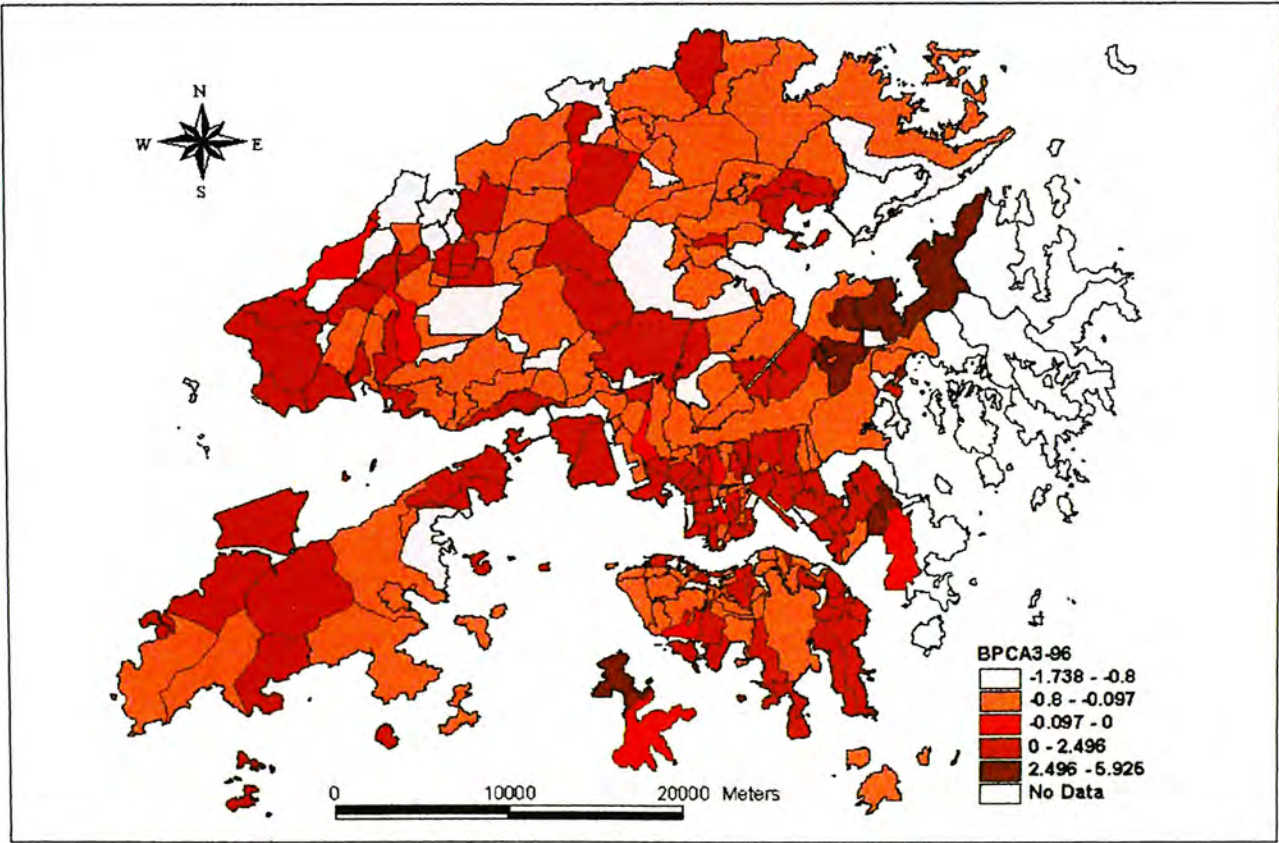 N
W E
S
BPCA3-96
-1.738 - -0.8
-0.8 - -0.097
-0.097 - 0
0 - 2.496
2.496 - 5.925
No Data
0 10000 20000 Meters